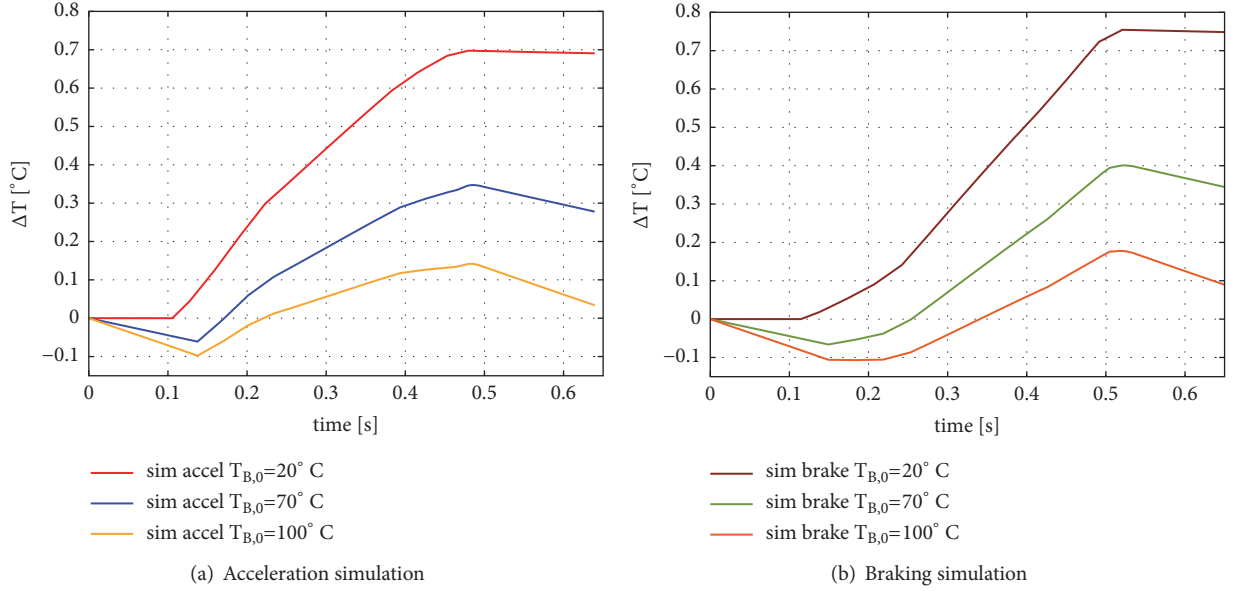 0.8
0.7
0.6
0.5
0.4
0.3
0.2
0.1
0
−0.1
ΔT [°C]
0 0.1 0.2 0.3 0.4 0.5 0.6
time [s]
sim accel T_B,0=20° C
sim accel T_B,0=70° C
sim accel T_B,0=100° C
(a) Acceleration simulation
0.8
0.7
0.6
0.5
0.4
0.3
0.2
0.1
0
−0.1
ΔT [°C]
0 0.1 0.2 0.3 0.4 0.5 0.6
time [s]
sim brake T_B,0=20° C
sim brake T_B,0=70° C
sim brake T_B,0=100° C
(b) Braking simulation